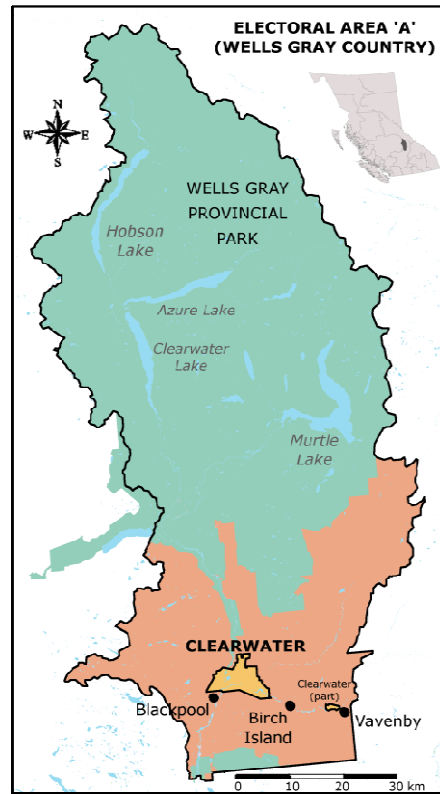 ELECTORAL AREA 'A'
(WELLS GRAY COUNTRY)
N
W E
S
WELLS GRAY
PROVINCIAL
PARK
Hobson
Lake
Azure Lake
Clearwater
Lake
Murtle
Lake
CLEARWATER
Clearwater
(part)
Blackpool
Birch
Island
Vavenby
0 10 20 30 km